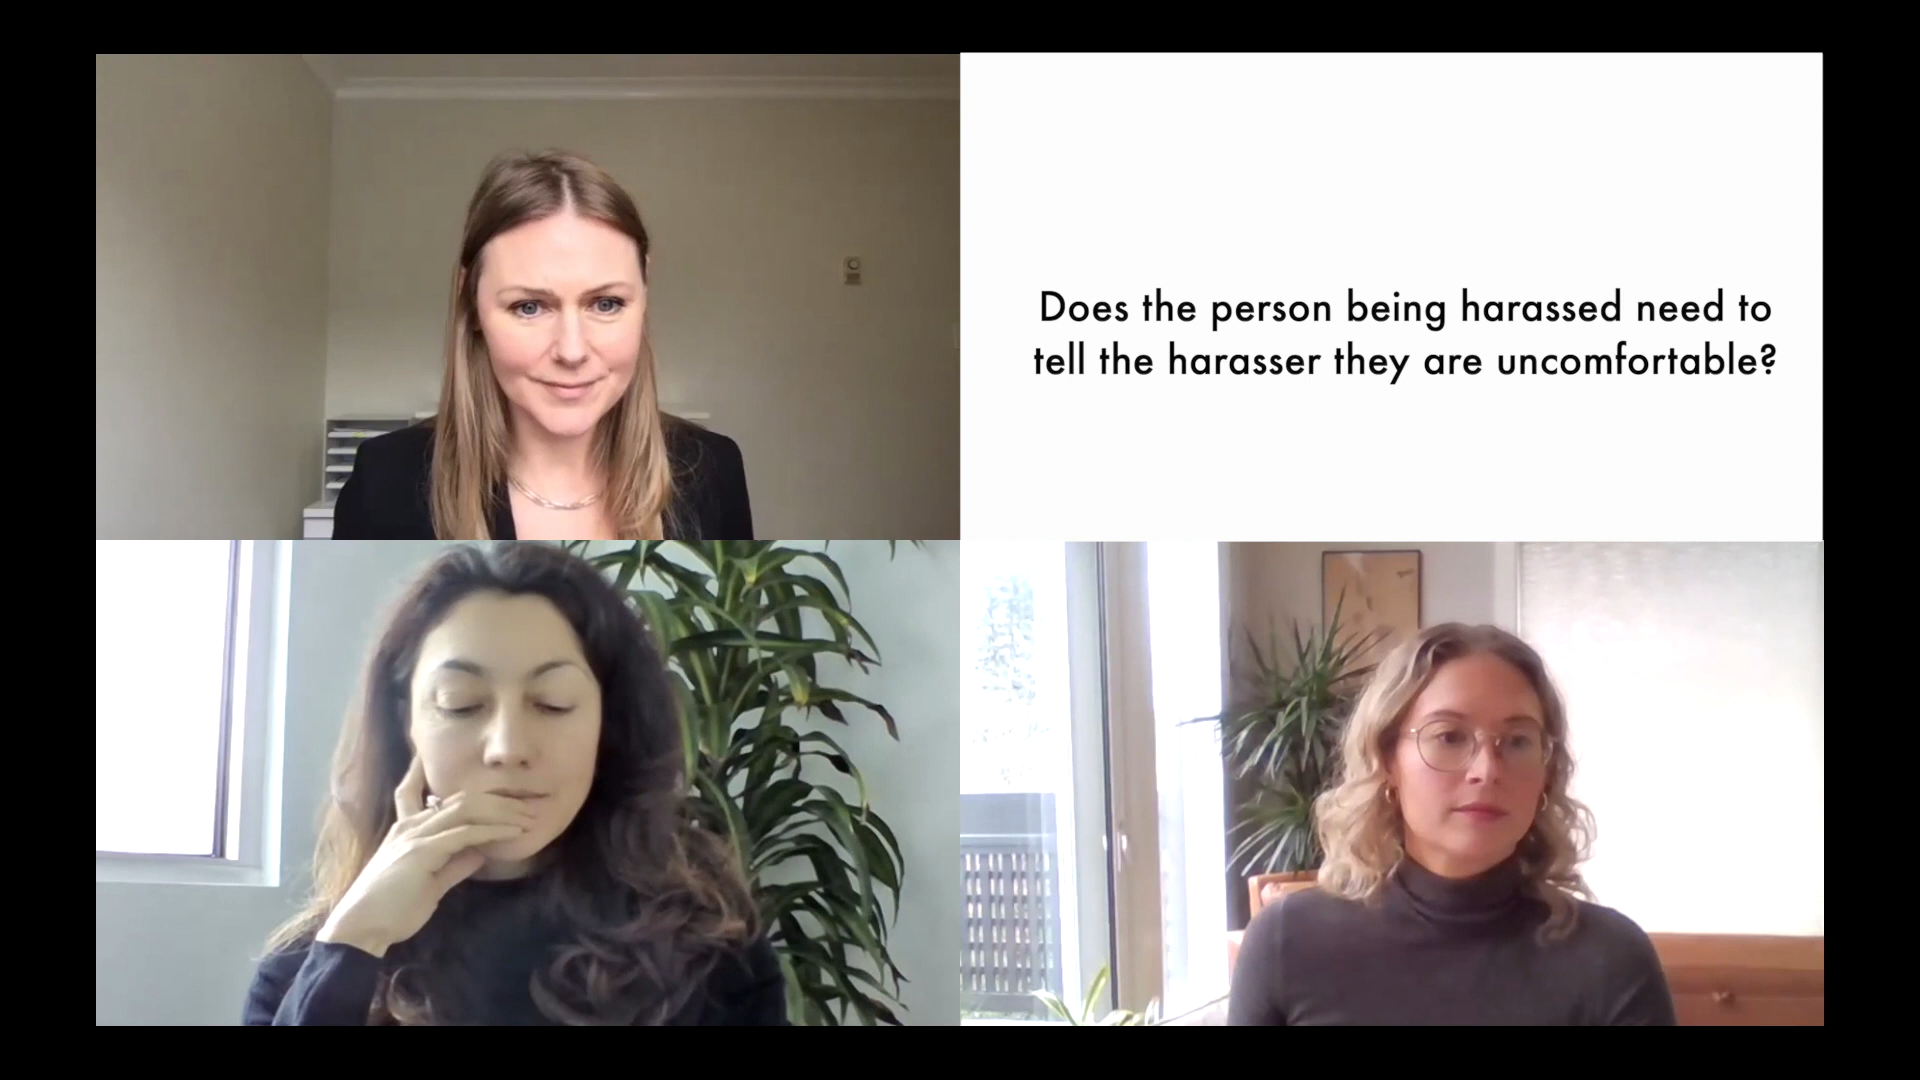 Does the person being harassed need to
tell the harasser they are uncomfortable?